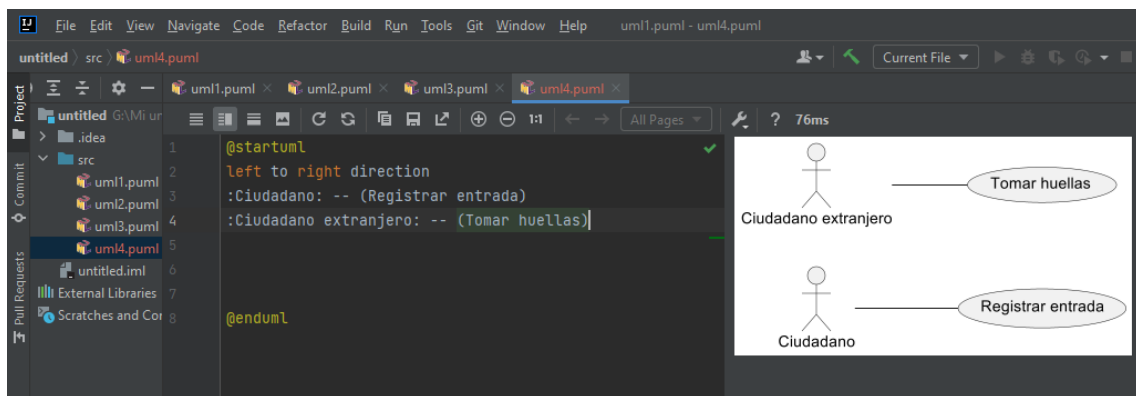 IJ File Edit View Navigate Code Refactor Build Run Tools Git Window Help uml1.puml - uml4.puml
untitled src uml4.puml Current File
uml1.puml uml2.puml uml3.puml uml4.puml
Project
Commit
Pull Requests
untitled G:\Mi un
.idea
src
uml1.puml
uml2.puml
uml3.puml
uml4.puml
untitled.iml
External Libraries
Scratches and Cor
1:1 All Pages ? 76ms
1 @startuml
2 left to right direction
3 :Ciudadano: -- (Registrar entrada)
4 :Ciudadano extranjero: -- (Tomar huellas)
5
6
7
8 @enduml
Tomar huellas
Ciudadano extranjero
Registrar entrada
Ciudadano